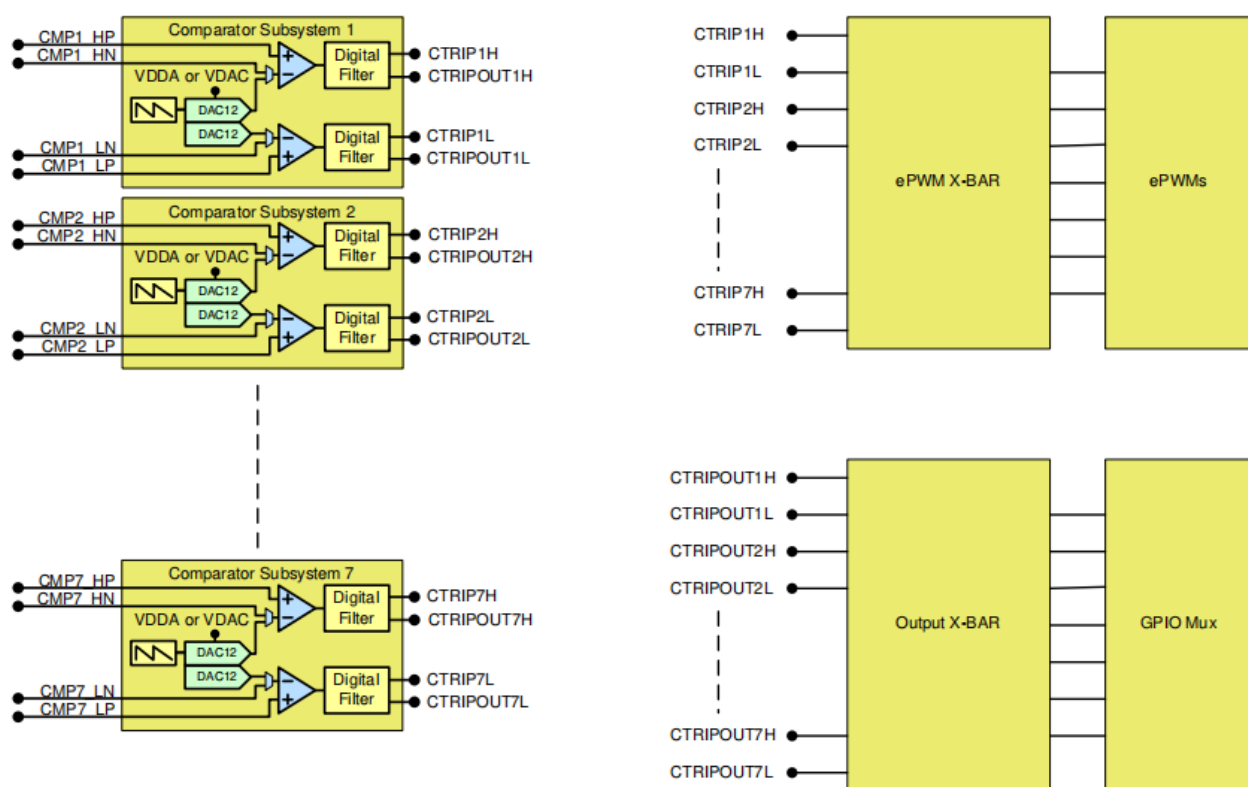 Comparator Subsystem 1
CMP1_HP
CMP1_HN
VDDA or VDAC
DAC12
DAC12
CMP1_LN
CMP1_LP
Digital
Filter
Digital
Filter
CTRIP1H
CTRIPOUT1H
CTRIP1L
CTRIPOUT1L
Comparator Subsystem 2
CMP2_HP
CMP2_HN
VDDA or VDAC
DAC12
DAC12
CMP2_LN
CMP2_LP
Digital
Filter
Digital
Filter
CTRIP2H
CTRIPOUT2H
CTRIP2L
CTRIPOUT2L
Comparator Subsystem 7
CMP7_HP
CMP7_HN
VDDA or VDAC
DAC12
DAC12
CMP7_LN
CMP7_LP
Digital
Filter
Digital
Filter
CTRIP7H
CTRIPOUT7H
CTRIP7L
CTRIPOUT7L
CTRIP1H
CTRIP1L
CTRIP2H
CTRIP2L
CTRIP7H
CTRIP7L
ePWM X-BAR
ePWMs
CTRIPOUT1H
CTRIPOUT1L
CTRIPOUT2H
CTRIPOUT2L
CTRIPOUT7H
CTRIPOUT7L
Output X-BAR
GPIO Mux